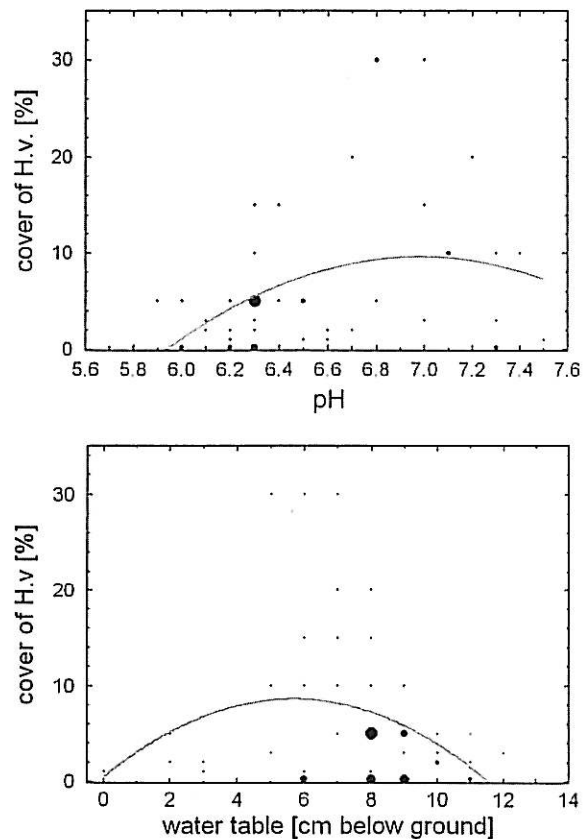 cover of H.v. [%]
30
20
10
0
5.6 5.8 6.0 6.2 6.4 6.6 6.8 7.0 7.2 7.4 7.6
pH
cover of H.v [%]
30
20
10
0
0 2 4 6 8 10 12 14
water table [cm below ground]